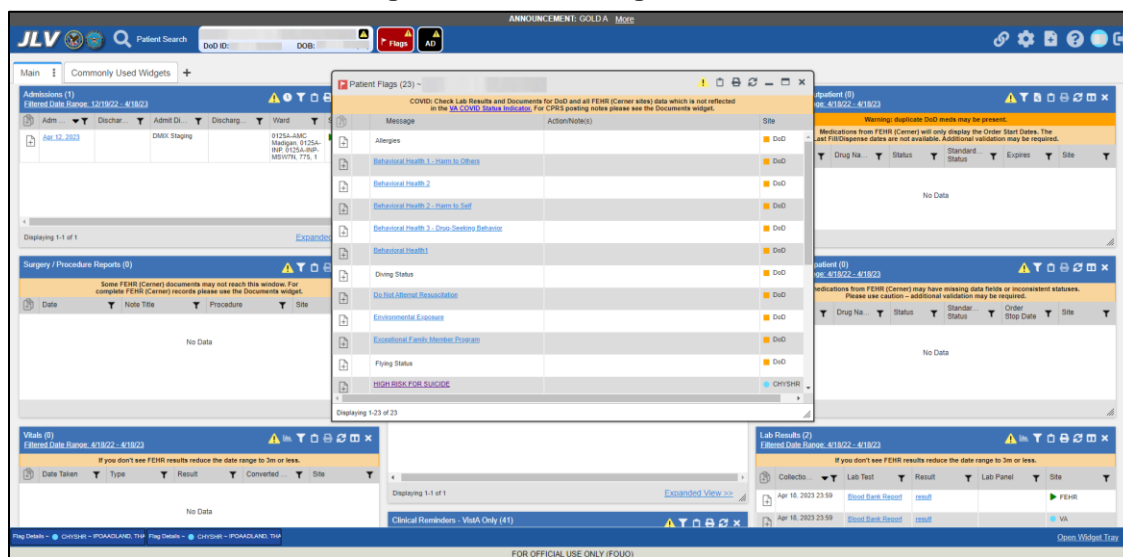 ANNOUNCEMENT: GOLD A More
JLV
Patient Search
DoD ID:
DOB:
Flags
AD
Main
Commonly Used Widgets +
Admissions (1)
Filtered Date Range: 12/19/22 - 4/18/23
Adm ... Dischar... Admit Di... Discharg... Ward
Apr 12, 2023
DMIX Staging
0125A-AMC
Madigan, 0125A-
INP, 0125A-INP-
MSW7N, 775, 1
Displaying 1-1 of 1
Expanded
Surgery / Procedure Reports (0)
Some FEHR (Cerner) documents may not reach this window. For
complete FEHR (Cerner) records please use the Documents widget.
Date Note Title Procedure Site
No Data
Vitals (0)
Filtered Date Range: 4/18/22 - 4/18/23
If you don't see FEHR results reduce the date range to 3m or less.
Date Taken Type Result Converted ... Site
No Data
Patient Flags (23) ~
COVID: Check Lab Results and Documents for DoD and all FEHR (Cerner sites) data which is not reflected
in the VA COVID Status Indicator. For CPRS posting notes please see the Documents widget.
Message Action/Note(s) Site
Allergies DoD
Behavioral Health 1 - Harm to Others DoD
Behavioral Health 2 DoD
Behavioral Health 2 - Harm to Self DoD
Behavioral Health 3 - Drug-Seeking Behavior DoD
Behavioral Health1 DoD
Diving Status DoD
Do Not Attempt Resuscitation DoD
Environmental Exposure DoD
Exceptional Family Member Program DoD
Flying Status DoD
HIGH RISK FOR SUICIDE CHYSHR
Displaying 1-23 of 23
Displaying 1-1 of 1
Expanded View >>
Clinical Reminders - VistA Only (41)
utpatient (0)
nge: 4/18/22 - 4/18/23
Warning: duplicate DoD meds may be present.
Medications from FEHR (Cerner) will only display the Order Start Dates. The
Last Fill/Dispense dates are not available. Additional validation may be required.
Drug Na... Status Standard... Status Expires Site
No Data
patient (0)
nge: 4/18/22 - 4/18/23
medications from FEHR (Cerner) may have missing data fields or inconsistent statuses.
Please use caution – additional validation may be required.
Drug Na... Status Standar... Status Order Stop Date Site
No Data
Lab Results (2)
Filtered Date Range: 4/18/22 - 4/18/23
If you don't see FEHR results reduce the date range to 3m or less.
Collectio... Lab Test Result Lab Panel Site
Apr 18, 2023 23:59 Blood Bank Report result FEHR
Apr 18, 2023 23:59 Blood Bank Report result VA
Flag Details ~ CHYSHR ~ IPOAADLAND, THA
Flag Details ~ CHYSHR ~ IPOAADLAND, THA
Open Widget Tray
FOR OFFICIAL USE ONLY (FOUO)